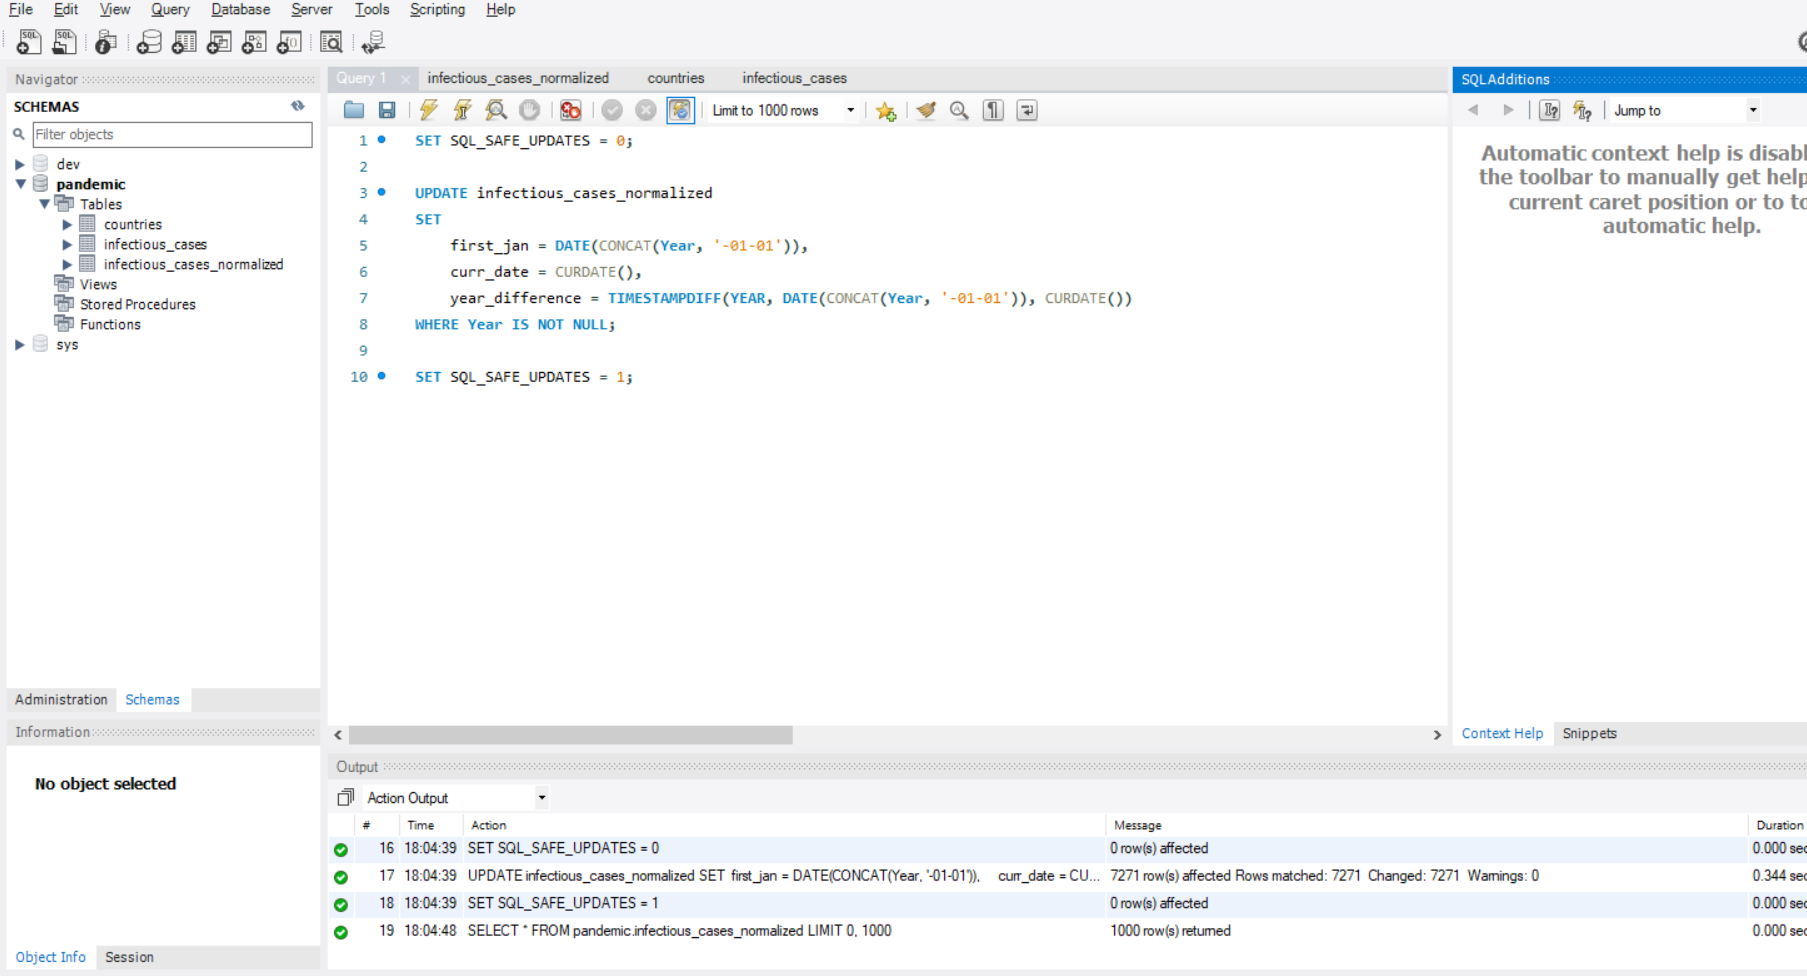 File Edit View Query Database Server Tools Scripting Help
Navigator
SCHEMAS
Filter objects
dev
pandemic
Tables
countries
infectious_cases
infectious_cases_normalized
Views
Stored Procedures
Functions
sys
Administration Schemas
Information
No object selected
Object Info Session
Query 1 infectious_cases_normalized countries infectious_cases
Limit to 1000 rows
1 SET SQL_SAFE_UPDATES = 0;
2
3 UPDATE infectious_cases_normalized
4 SET
5 first_jan = DATE(CONCAT(Year, '-01-01')),
6 curr_date = CURDATE(),
7 year_difference = TIMESTAMPDIFF(YEAR, DATE(CONCAT(Year, '-01-01')), CURDATE())
8 WHERE Year IS NOT NULL;
9
10 SET SQL_SAFE_UPDATES = 1;
SQLAdditions
Jump to
Automatic context help is disabl
the toolbar to manually get help
current caret position or to to
automatic help.
Context Help Snippets
Output
Action Output
# Time Action Message Duration
16 18:04:39 SET SQL_SAFE_UPDATES = 0 0 row(s) affected 0.000 sec
17 18:04:39 UPDATE infectious_cases_normalized SET first_jan = DATE(CONCAT(Year, '-01-01')), curr_date = CU... 7271 row(s) affected Rows matched: 7271 Changed: 7271 Warnings: 0 0.344 sec
18 18:04:39 SET SQL_SAFE_UPDATES = 1 0 row(s) affected 0.000 sec
19 18:04:48 SELECT * FROM pandemic.infectious_cases_normalized LIMIT 0, 1000 1000 row(s) returned 0.000 sec